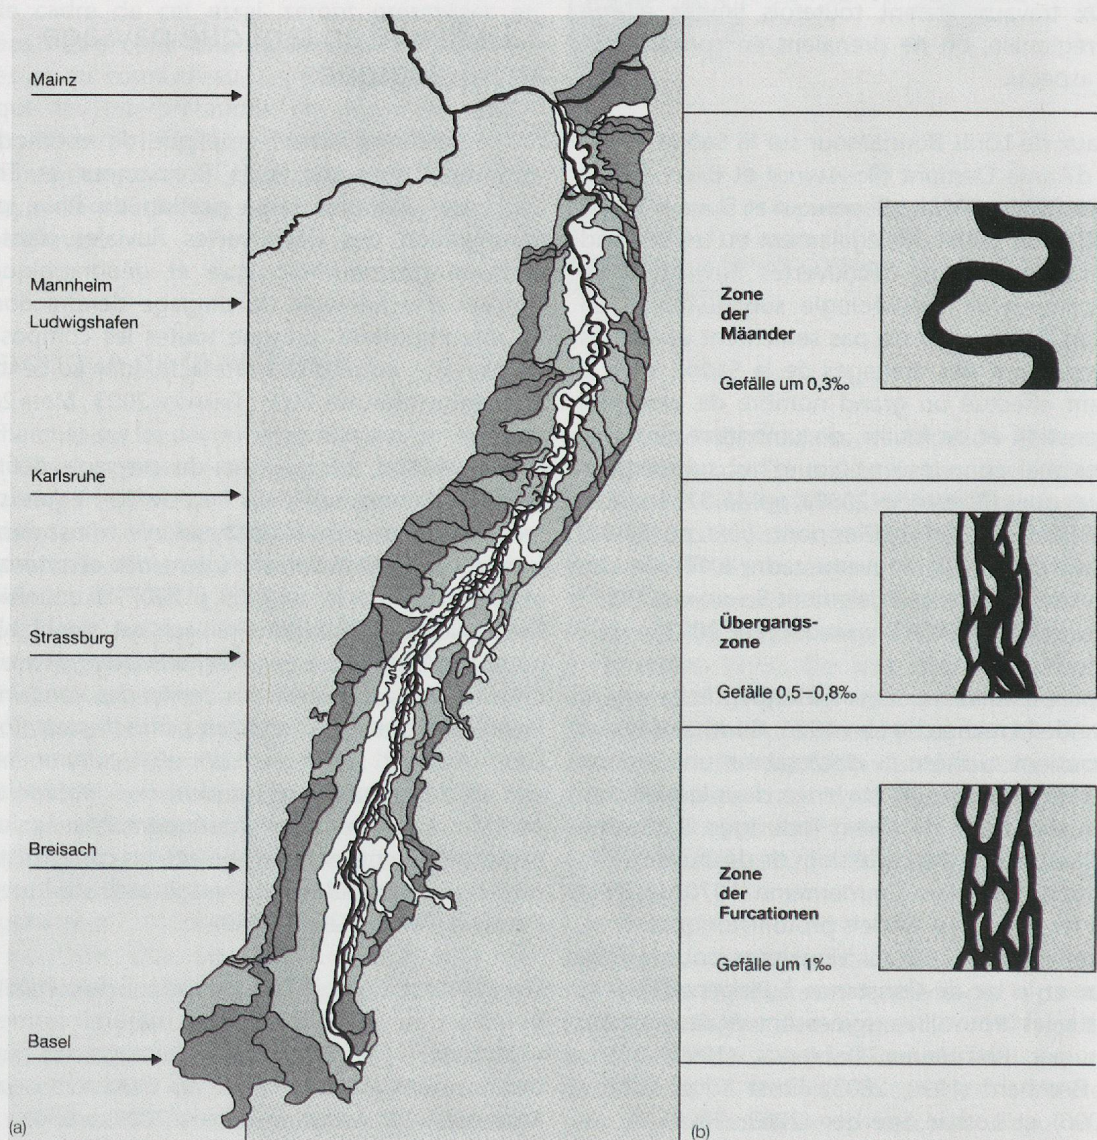 Mainz
Mannheim
Ludwigshafen
Karlsruhe
Strassburg
Breisach
Basel
(a)
Zone
der
Mäander
Gefälle um 0,3‰
Übergangs-
zone
Gefälle 0,5–0,8‰
Zone
der
Furcationen
Gefälle um 1‰
(b)